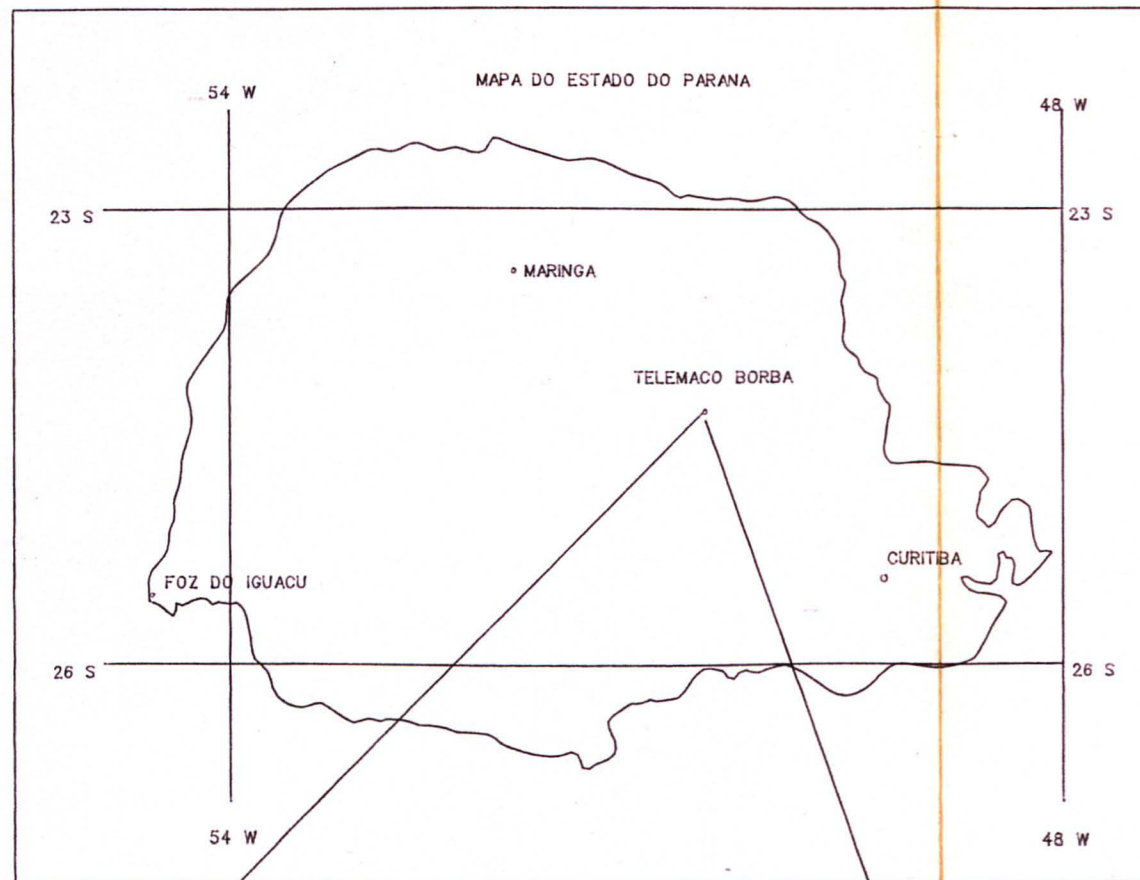 MAPA DO ESTADO DO PARANA
54 W
48 W
23 S
23 S
MARINGA
TELEMACO BORBA
CURITIBA
FOZ DO IGUACU
26 S
26 S
54 W
48 W